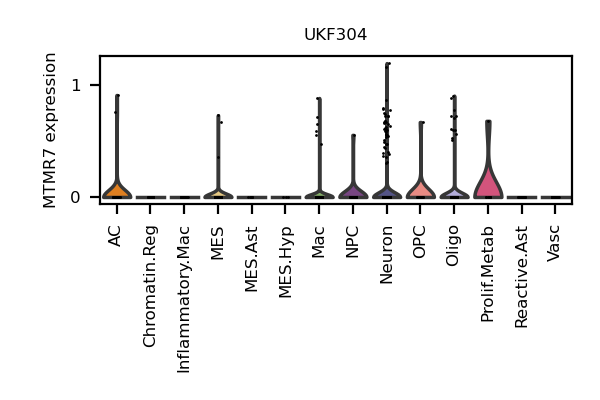 UKF304
MTMR7 expression
1
0
AC
Chromatin.Reg
Inflammatory.Mac
MES
MES.Ast
MES.Hyp
Mac
NPC
Neuron
OPC
Oligo
Prolif.Metab
Reactive.Ast
Vasc